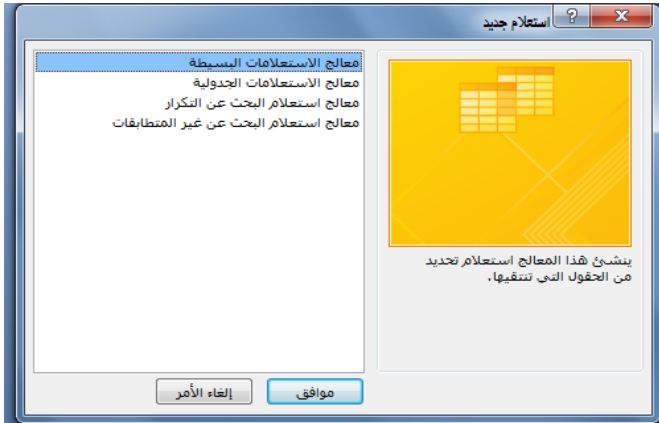 استعلام جديد
معالج الاستعلامات البسيطة
معالج الاستعلامات الجدولية
معالج استعلام البحث عن التكرار
معالج استعلام البحث عن غير المتطابقات
ينشئ هذا المعالج استعلام تحديد
من الحقول التي تنتقيها.
موافق
إلغاء الأمر